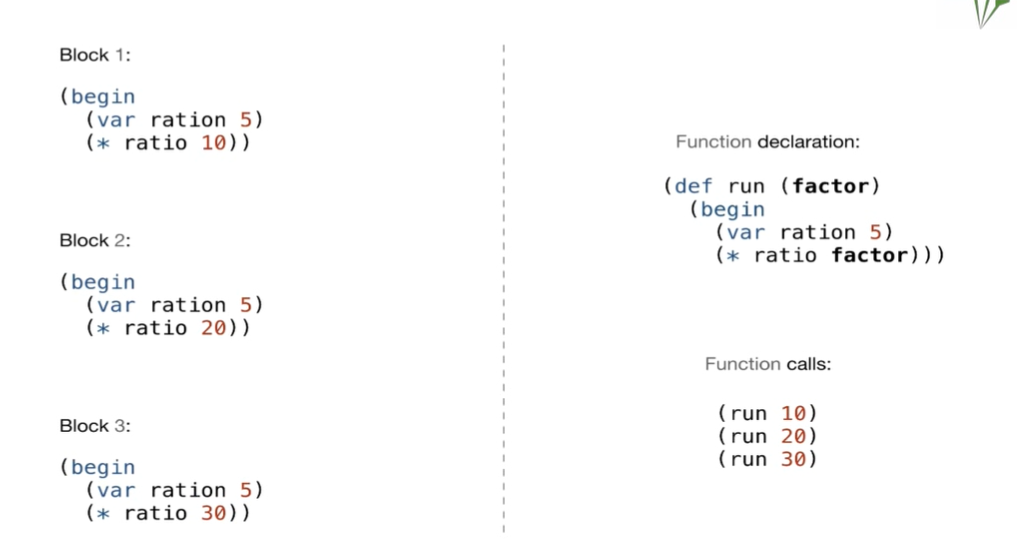 Block 1:
(begin
  (var ration 5)
  (* ratio 10))
Block 2:
(begin
  (var ration 5)
  (* ratio 20))
Block 3:
(begin
  (var ration 5)
  (* ratio 30))
Function declaration:
(def run (factor)
  (begin
    (var ration 5)
    (* ratio factor)))
Function calls:
(run 10)
(run 20)
(run 30)